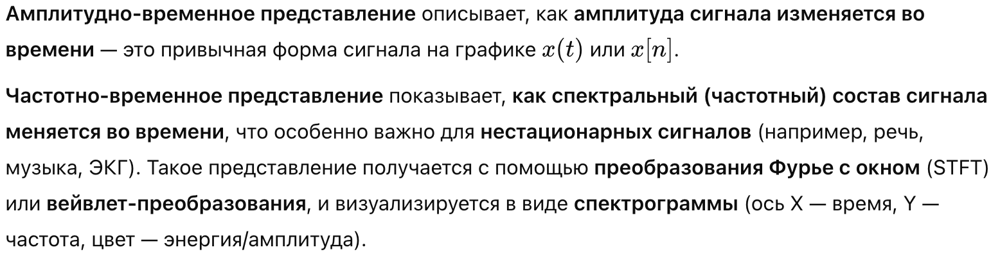 Амплитудно-временное представление описывает, как амплитуда сигнала изменяется во
времени — это привычная форма сигнала на графике x(t) или x[n].
Частотно-временное представление показывает, как спектральный (частотный) состав сигнала
меняется во времени, что особенно важно для нестационарных сигналов (например, речь,
музыка, ЭКГ). Такое представление получается с помощью преобразования Фурье с окном (STFT)
или вейвлет-преобразования, и визуализируется в виде спектрограммы (ось X — время, Y —
частота, цвет — энергия/амплитуда).